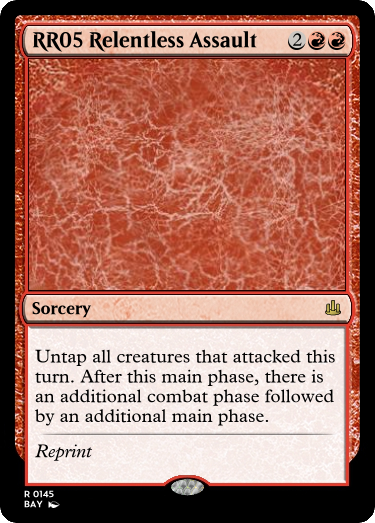 RR05 Relentless Assault 2
Sorcery
Untap all creatures that attacked this
turn. After this main phase, there is
an additional combat phase followed
by an additional main phase.
Reprint
R 0145
BAY